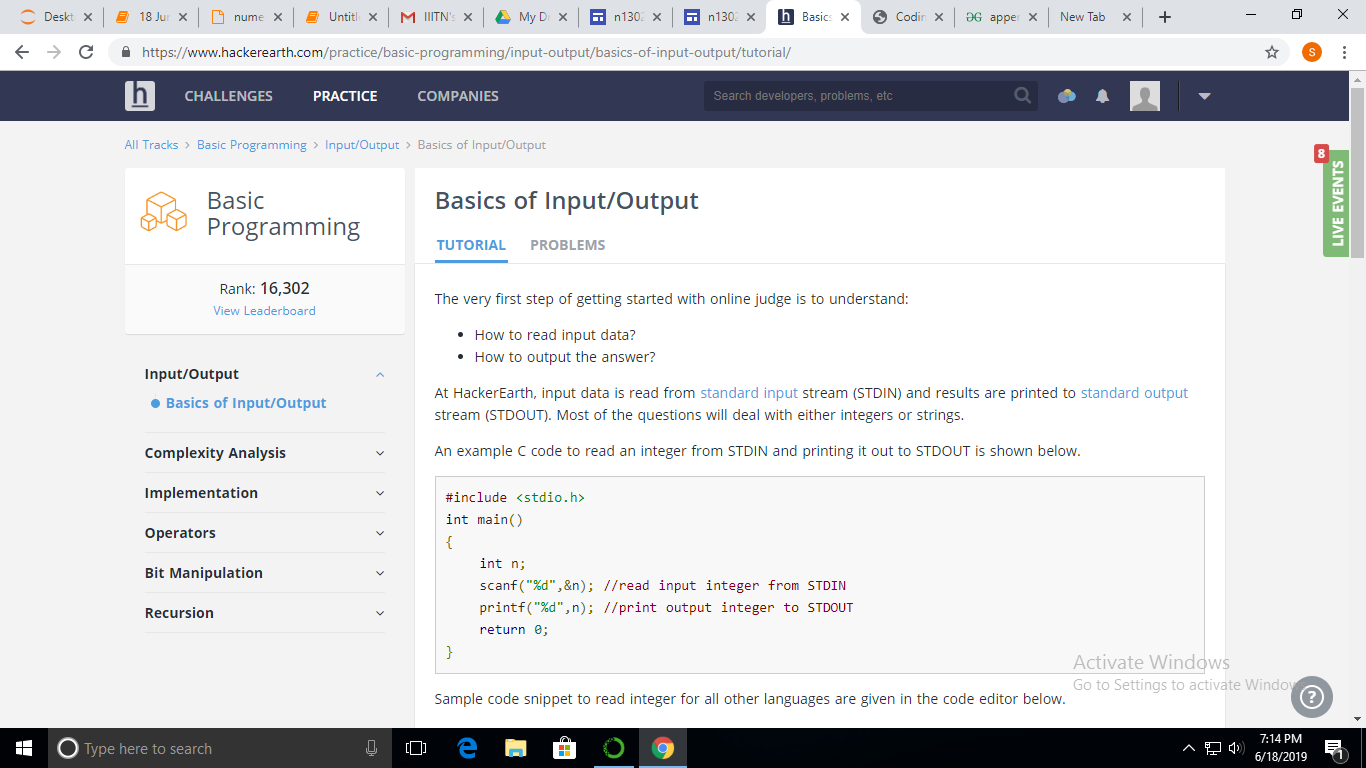 Deskt
18 Jur
nume
Untitl
M IIITN's
My D
n130
n130
Basics
Codin
apper
New Tab
https://www.hackerearth.com/practice/basic-programming/input-output/basics-of-input-output/tutorial/
S
h
CHALLENGES
PRACTICE
COMPANIES
Search developers, problems, etc
All Tracks > Basic Programming > Input/Output > Basics of Input/Output
8
LIVE EVENTS
Basic
Programming
Rank: 16,302
View Leaderboard
Input/Output
Basics of Input/Output
Complexity Analysis
Implementation
Operators
Bit Manipulation
Recursion
Basics of Input/Output
TUTORIAL PROBLEMS
The very first step of getting started with online judge is to understand:
• How to read input data?
• How to output the answer?
At HackerEarth, input data is read from standard input stream (STDIN) and results are printed to standard output
stream (STDOUT). Most of the questions will deal with either integers or strings.
An example C code to read an integer from STDIN and printing it out to STDOUT is shown below.
#include <stdio.h>
int main()
{
int n;
scanf("%d",&n); //read input integer from STDIN
printf("%d",n); //print output integer to STDOUT
return 0;
}
Sample code snippet to read integer for all other languages are given in the code editor below.
Activate Windows
Go to Settings to activate Window
?
Type here to search
7:14 PM
6/18/2019
1